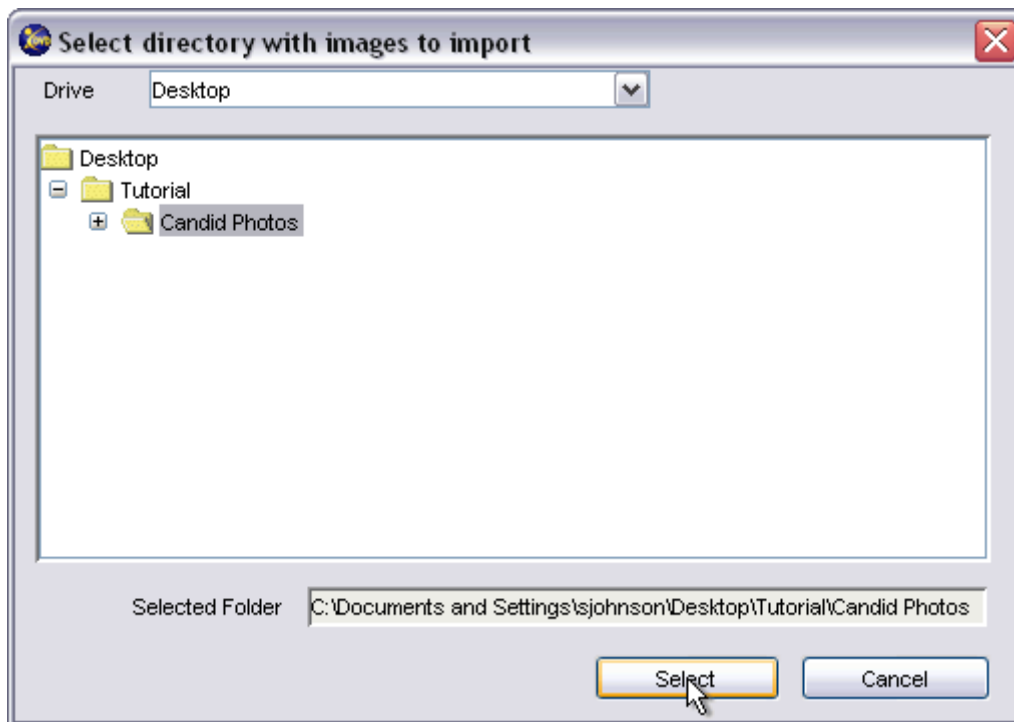 Select directory with images to import
Drive Desktop
Desktop
Tutorial
Candid Photos
Selected Folder C:\Documents and Settings\sjohnson\Desktop\Tutorial\Candid Photos
Select Cancel